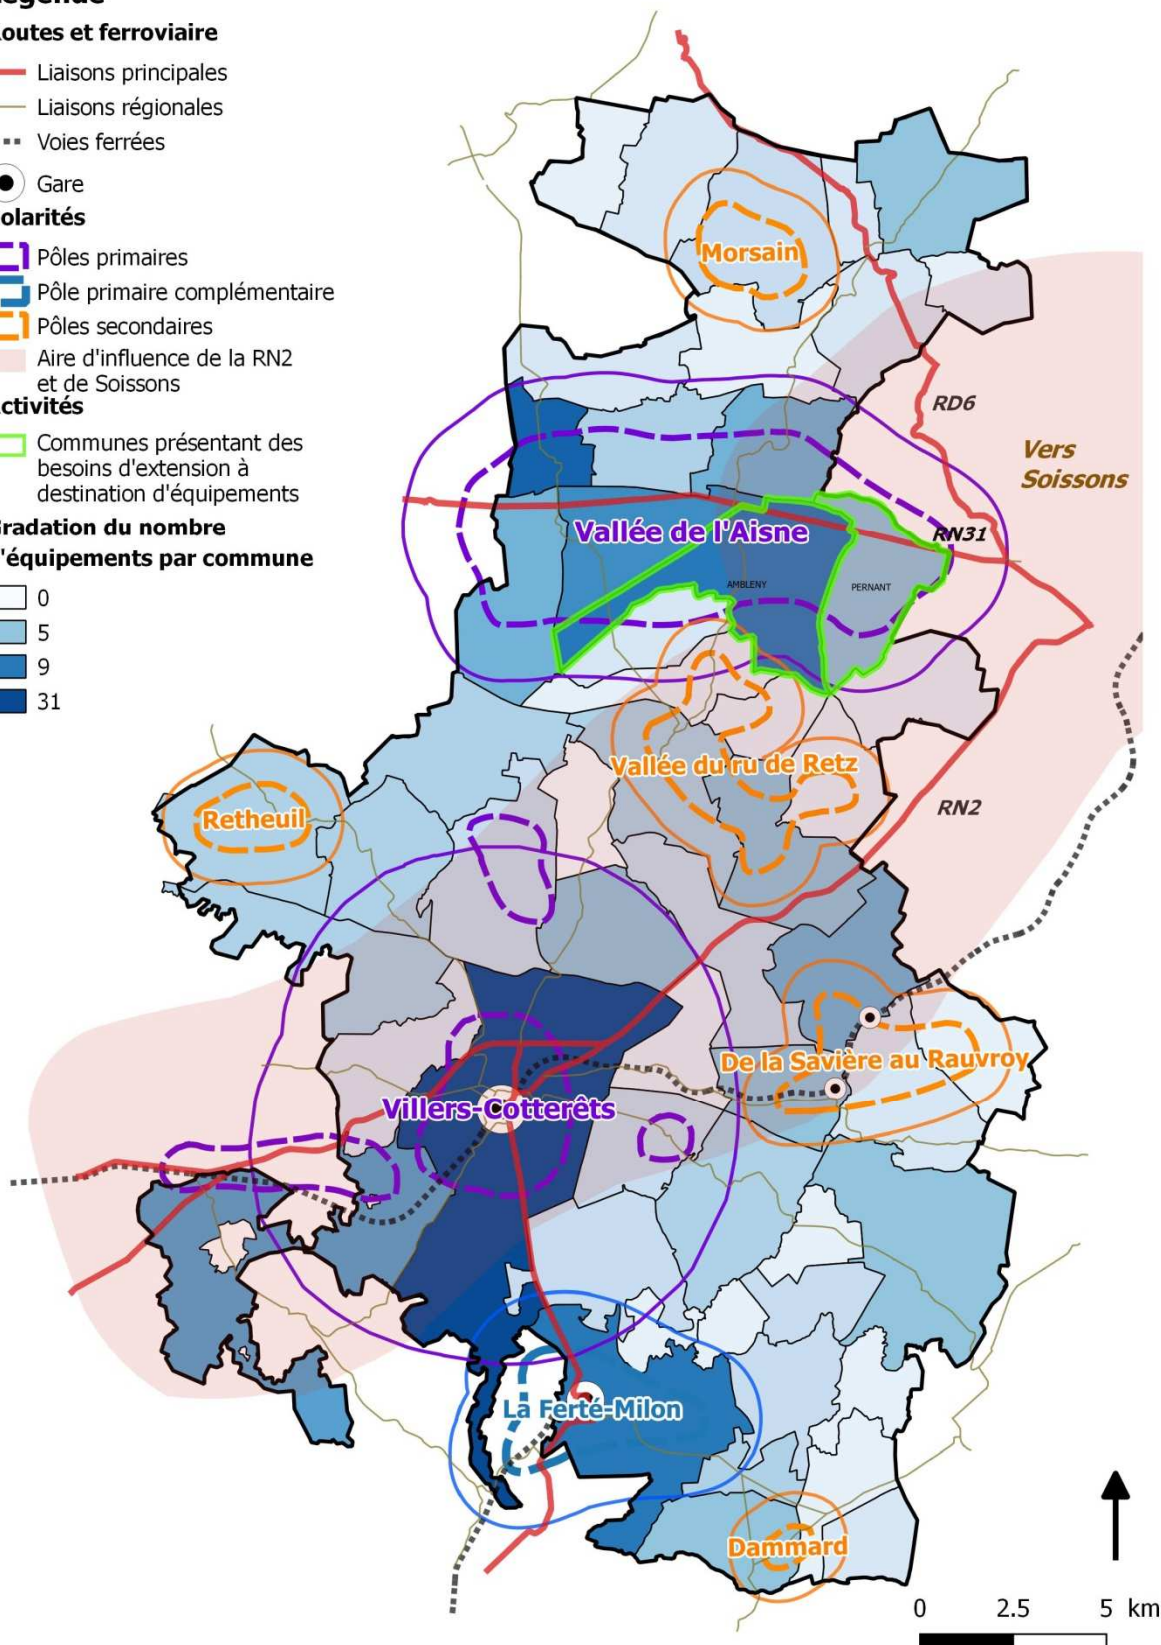 Légende
Routes et ferroviaire
Liaisons principales
Liaisons régionales
Voies ferrées
Gare
Polarités
Pôles primaires
Pôle primaire complémentaire
Pôles secondaires
Aire d'influence de la RN2
et de Soissons
Activités
Communes présentant des
besoins d'extension à
destination d'équipements
Gradation du nombre
d'équipements par commune
0
5
9
31
Morsain
RD6
Vers
Soissons
Vallée de l'Aisne
RN31
AMBLENY
PERNANT
Vallée du ru de Retz
Retheuil
RN2
De la Savière au Rauvroy
Villers-Cotterêts
La Ferté-Milon
Dammard
0 2.5 5 km